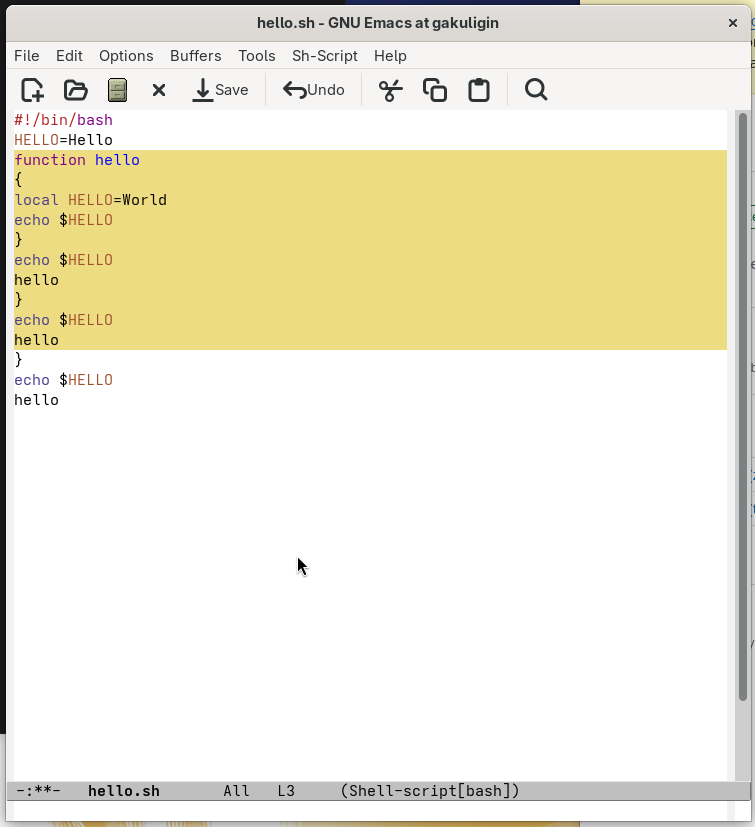 hello.sh - GNU Emacs at gakuligin
File Edit Options Buffers Tools Sh-Script Help
Save Undo
#!/bin/bash
HELLO=Hello
function hello
{
local HELLO=World
echo $HELLO
}
echo $HELLO
hello
}
echo $HELLO
hello
}
echo $HELLO
hello
-:**- hello.sh All L3 (Shell-script[bash])